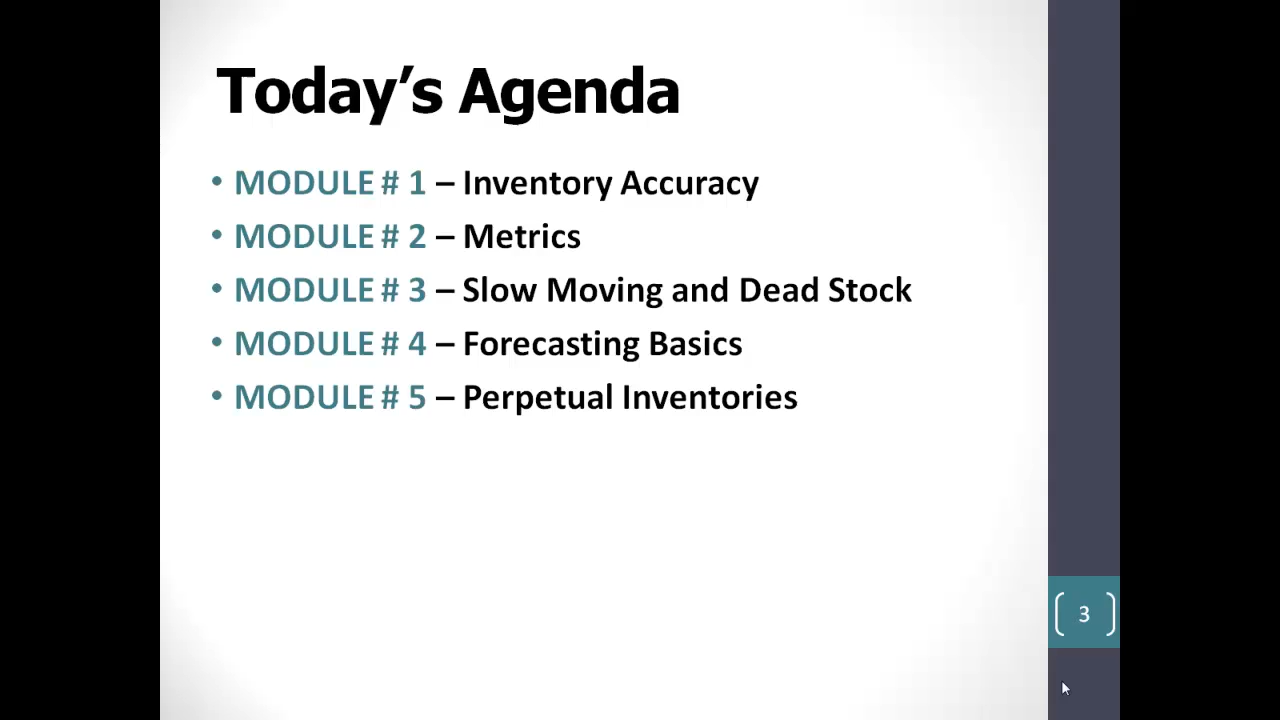 Today’s Agenda
• MODULE # 1 – Inventory Accuracy
• MODULE # 2 – Metrics
• MODULE # 3 – Slow Moving and Dead Stock
• MODULE # 4 – Forecasting Basics
• MODULE # 5 – Perpetual Inventories
3